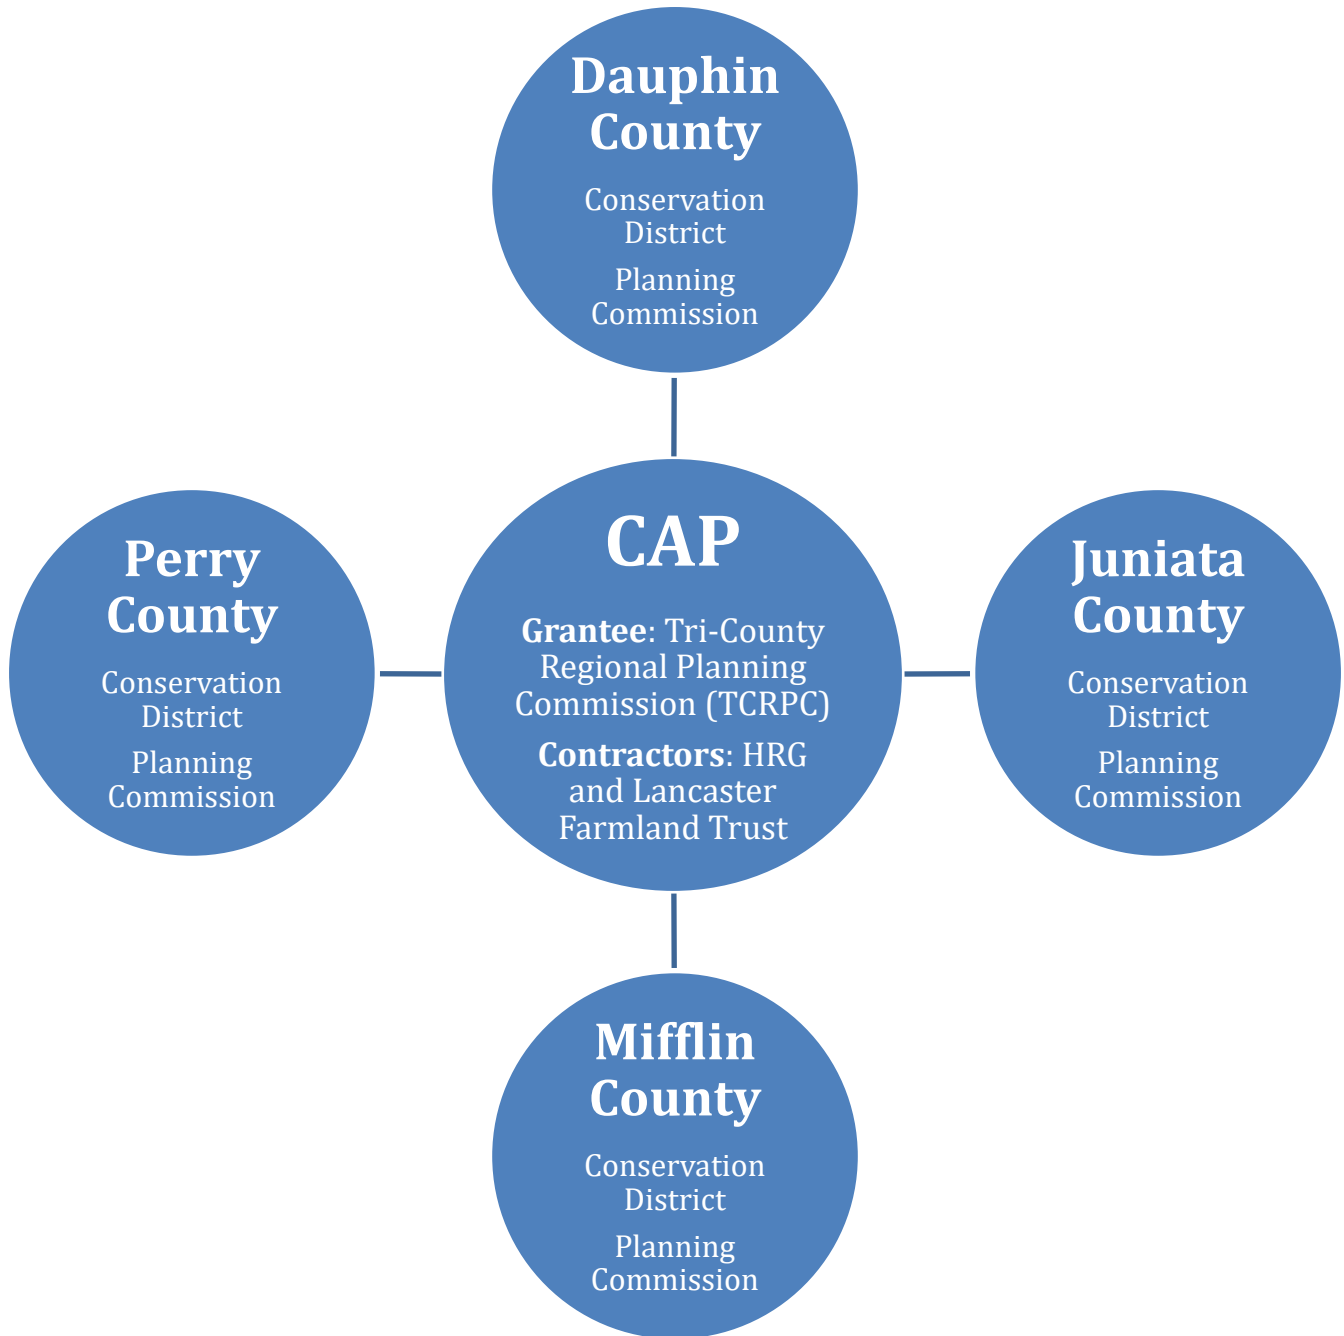 Dauphin
County
Conservation
District
Planning
Commission
Perry
County
Conservation
District
Planning
Commission
CAP
Grantee: Tri-County
Regional Planning
Commission (TCRPC)
Contractors: HRG
and Lancaster
Farmland Trust
Juniata
County
Conservation
District
Planning
Commission
Mifflin
County
Conservation
District
Planning
Commission